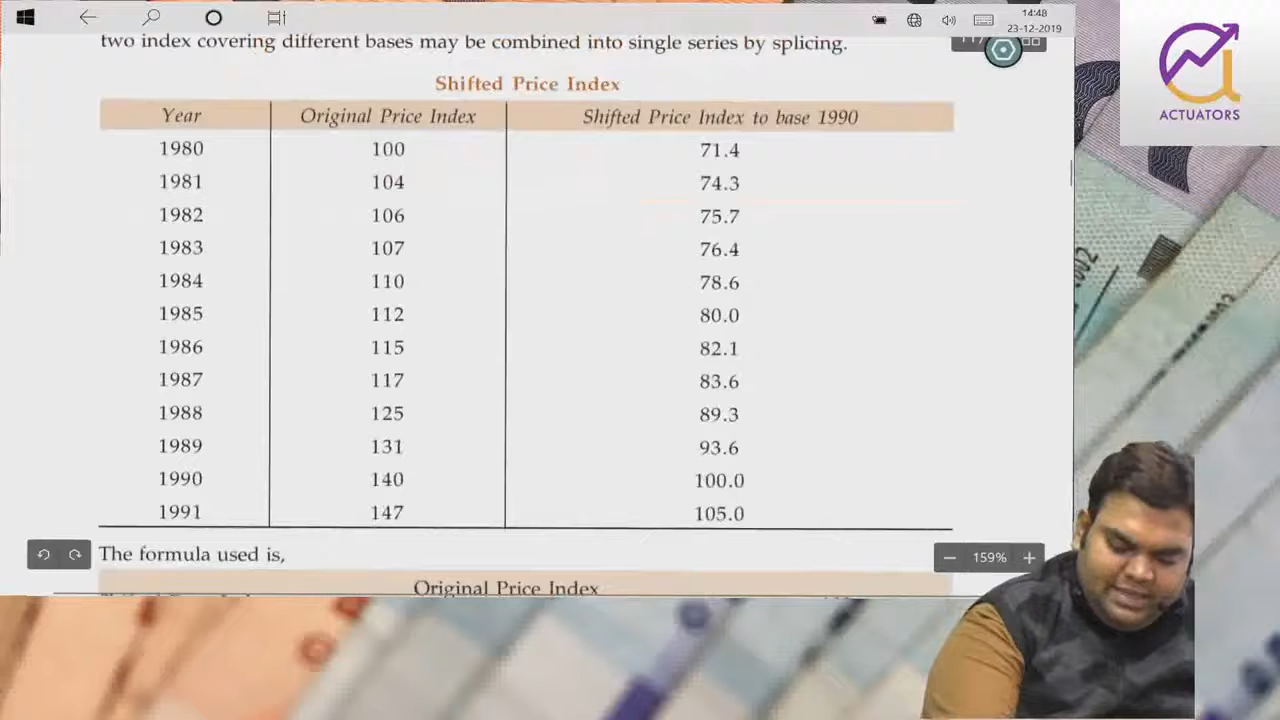 14:48
23-12-2019
two index covering different bases may be combined into single series by splicing.
Shifted Price Index
Year Original Price Index Shifted Price Index to base 1990
1980 100 71.4
1981 104 74.3
1982 106 75.7
1983 107 76.4
1984 110 78.6
1985 112 80.0
1986 115 82.1
1987 117 83.6
1988 125 89.3
1989 131 93.6
1990 140 100.0
1991 147 105.0
The formula used is,
159%
Original Price Index
ACTUATORS